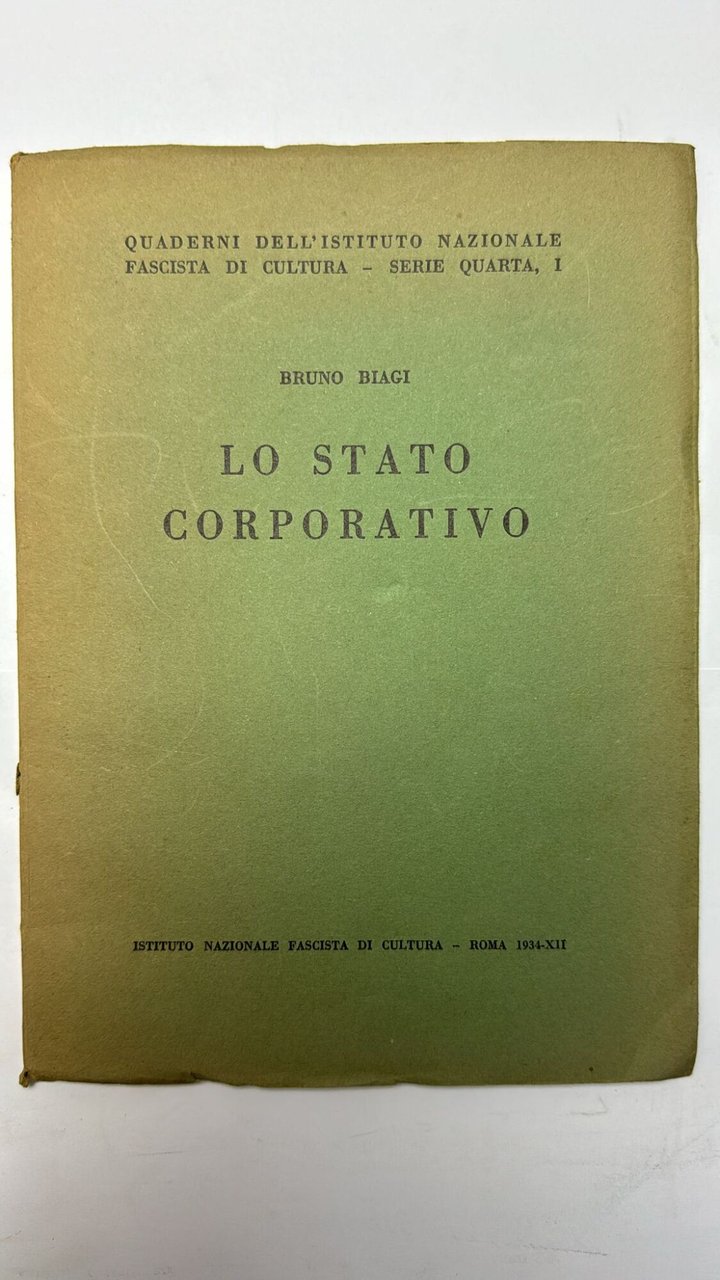 QUADERNI DELL'ISTITUTO NAZIONALE
FASCISTA DI CULTURA – SERIE QUARTA, I
BRUNO BIAGI
LO STATO
CORPORATIVO
ISTITUTO NAZIONALE FASCISTA DI CULTURA – ROMA 1934-XII